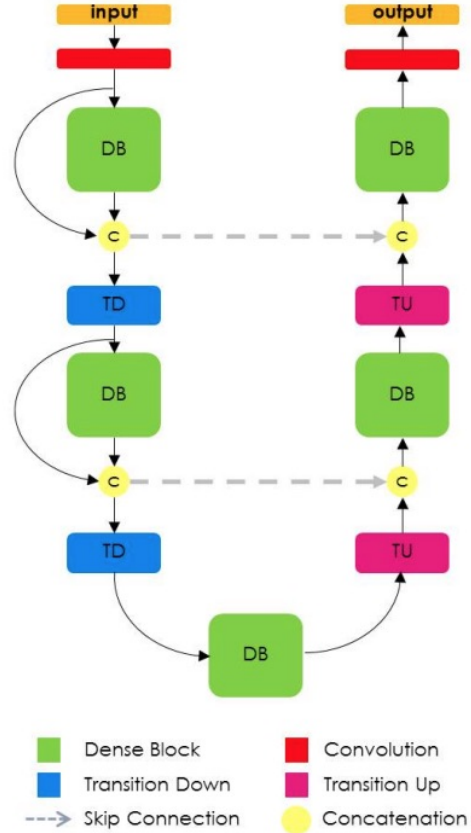 input
output
DB
DB
C
C
TD
TU
DB
DB
C
C
TD
TU
DB
Dense Block
Convolution
Transition Down
Transition Up
Skip Connection
Concatenation